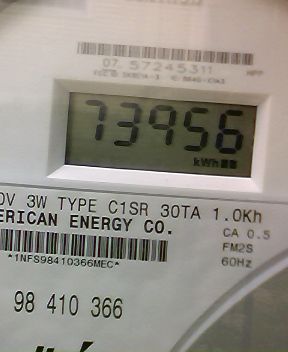 07 57245311
73956
kWh
0V 3W TYPE C1SR 30TA 1.0Kh
ERICAN ENERGY CO.
CA 0.5
FM2S
60Hz
*1NFS98410366MEC*
98 410 366